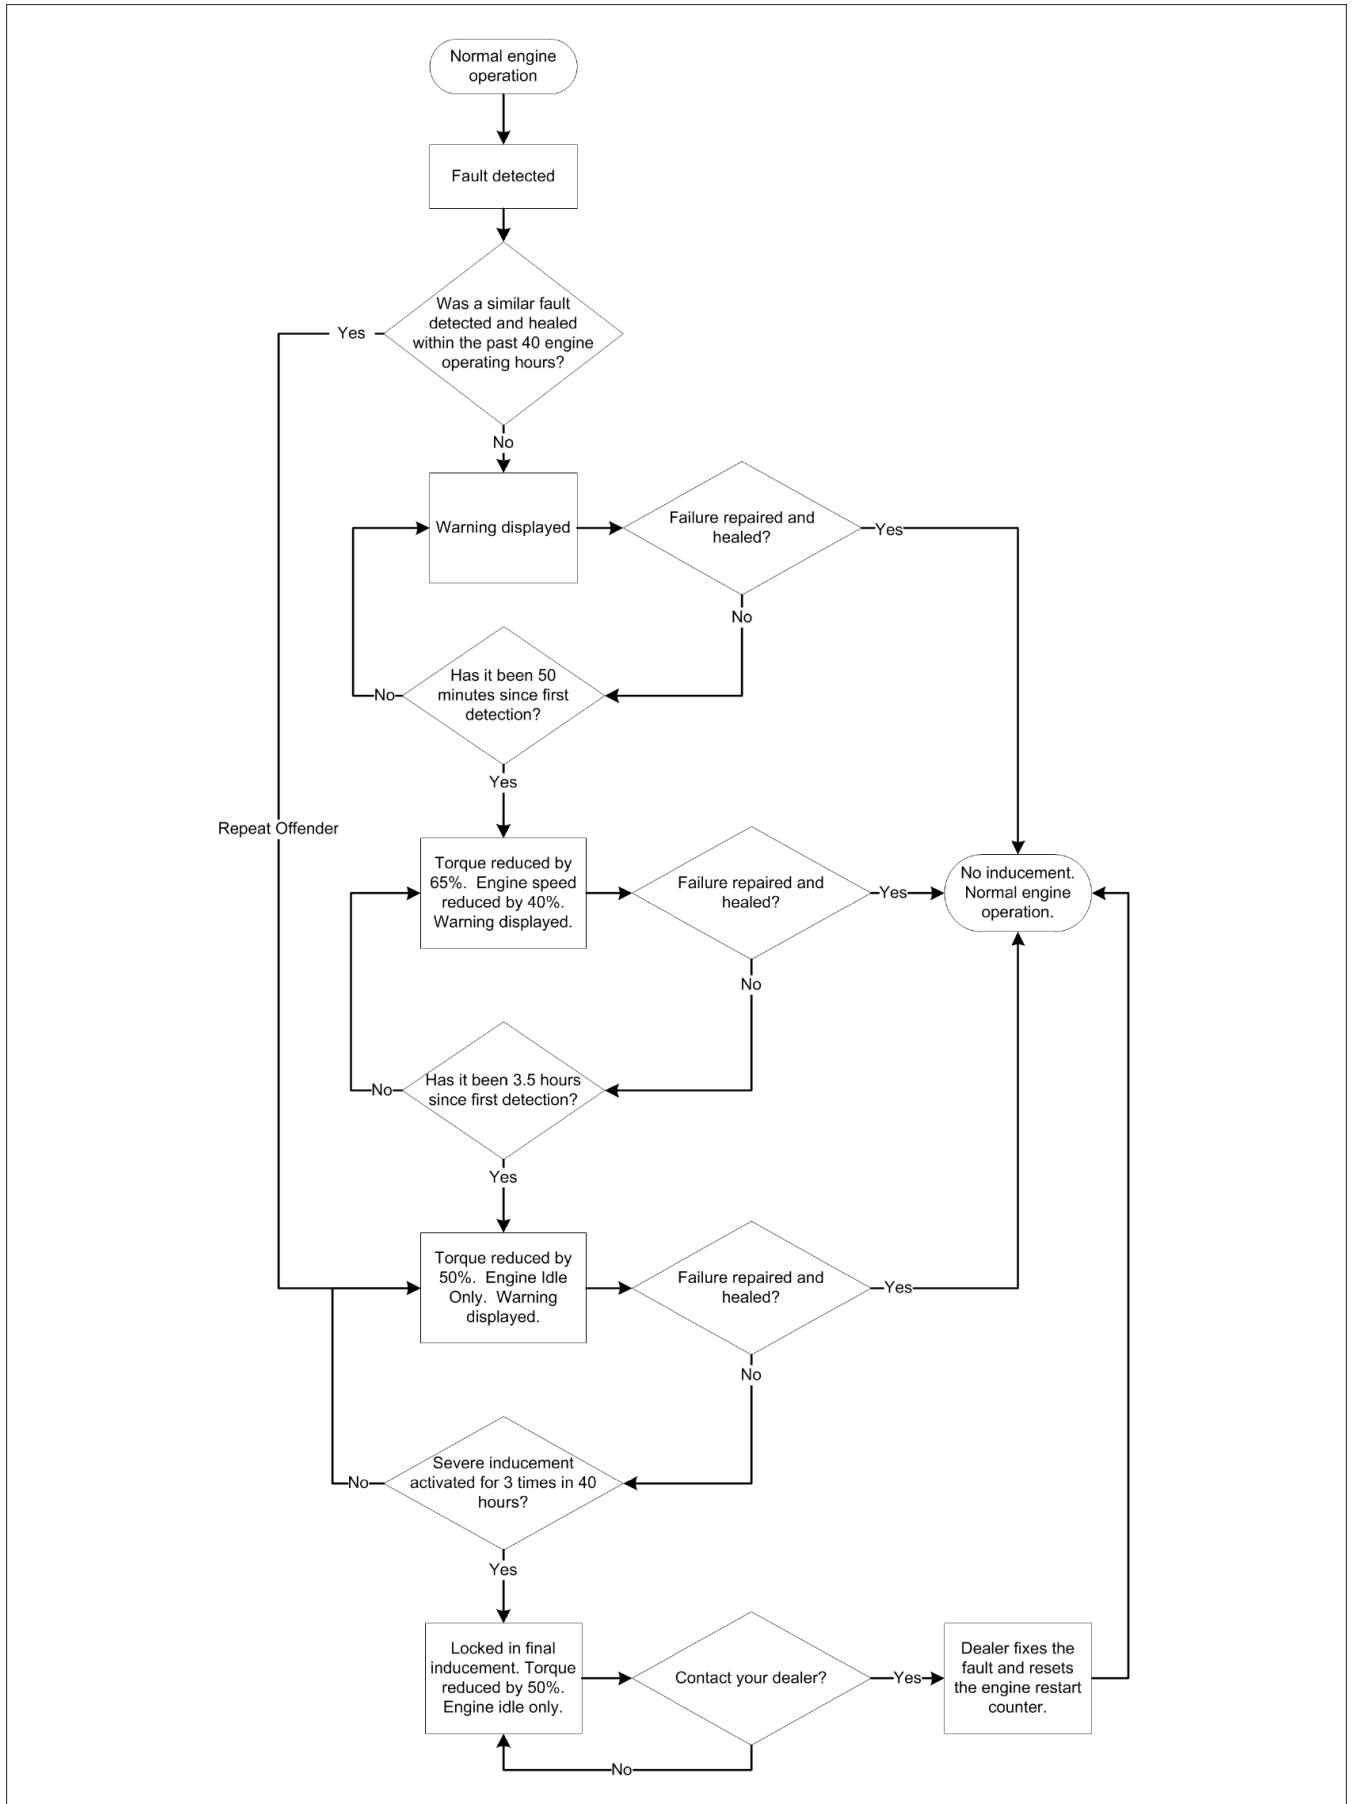 Normal engine
operation
Fault detected
Was a similar fault
detected and healed
within the past 40 engine
operating hours?
Yes
No
Warning displayed
Failure repaired and
healed?
Yes
No
Has it been 50
minutes since first
detection?
No
Yes
Repeat Offender
Torque reduced by
65%. Engine speed
reduced by 40%.
Warning displayed.
Failure repaired and
healed?
Yes
No inducement.
Normal engine
operation.
No
Has it been 3.5 hours
since first detection?
No
Yes
Torque reduced by
50%. Engine Idle
Only. Warning
displayed.
Failure repaired and
healed?
Yes
No
Severe inducement
activated for 3 times in 40
hours?
No
Yes
Locked in final
inducement. Torque
reduced by 50%.
Engine idle only.
Contact your dealer?
Yes
Dealer fixes the
fault and resets
the engine restart
counter.
No